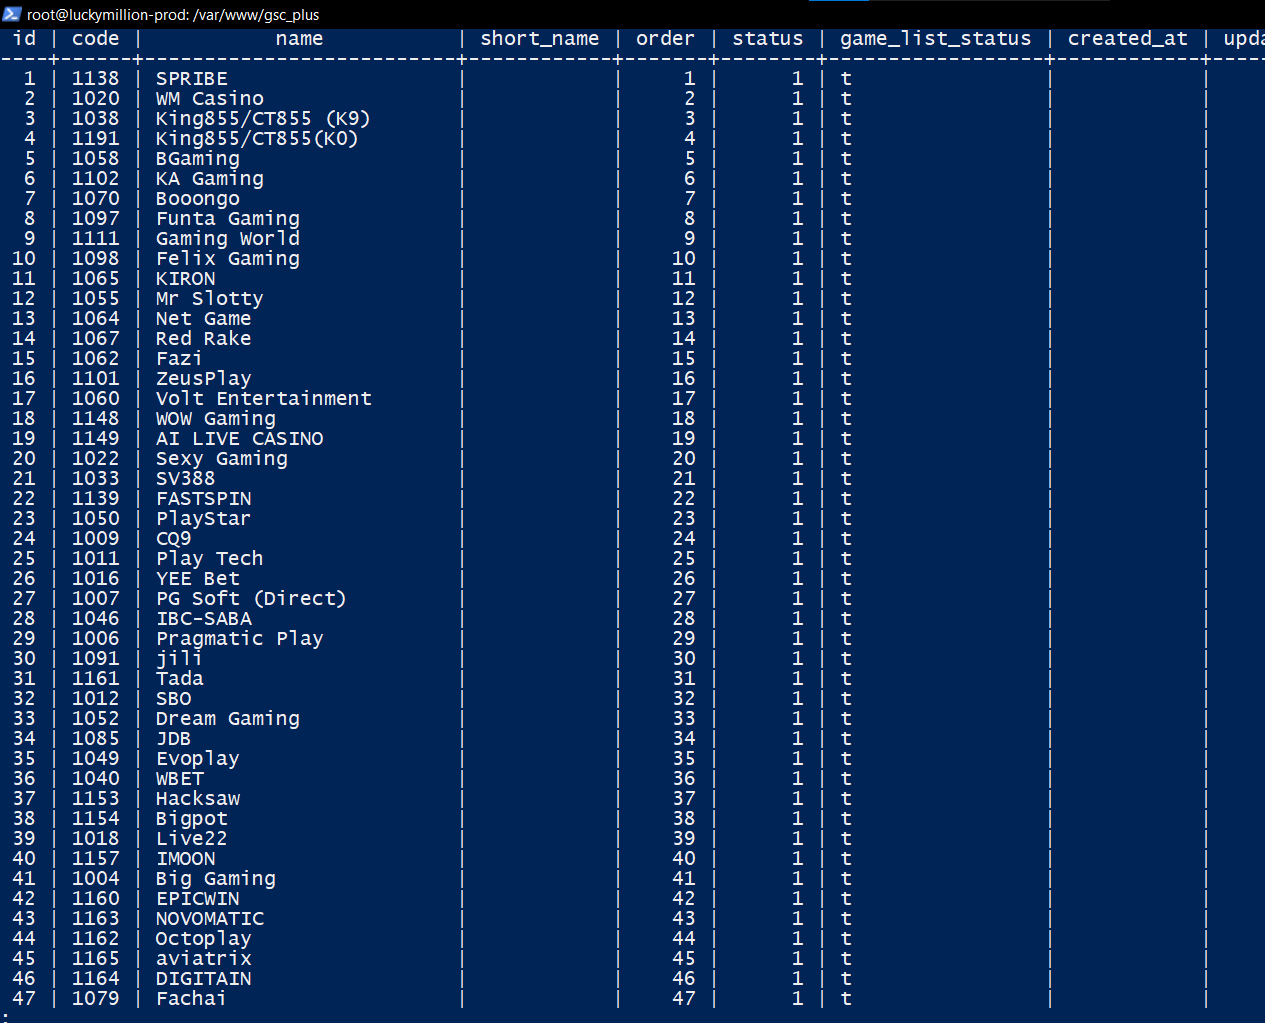 root@luckymillion-prod: /var/www/gsc_plus
id | code | name | short_name | order | status | game_list_status | created_at | upda
----+------+--------------------------+------------+-------+--------+------------------+------------+-----
1 | 1138 | SPRIBE | | 1 | 1 | t | |
2 | 1020 | WM Casino | | 2 | 1 | t | |
3 | 1038 | King855/CT855 (K9) | | 3 | 1 | t | |
4 | 1191 | King855/CT855(K0) | | 4 | 1 | t | |
5 | 1058 | BGaming | | 5 | 1 | t | |
6 | 1102 | KA Gaming | | 6 | 1 | t | |
7 | 1070 | Booongo | | 7 | 1 | t | |
8 | 1097 | Funta Gaming | | 8 | 1 | t | |
9 | 1111 | Gaming World | | 9 | 1 | t | |
10 | 1098 | Felix Gaming | | 10 | 1 | t | |
11 | 1065 | KIRON | | 11 | 1 | t | |
12 | 1055 | Mr Slotty | | 12 | 1 | t | |
13 | 1064 | Net Game | | 13 | 1 | t | |
14 | 1067 | Red Rake | | 14 | 1 | t | |
15 | 1062 | Fazi | | 15 | 1 | t | |
16 | 1101 | ZeusPlay | | 16 | 1 | t | |
17 | 1060 | Volt Entertainment | | 17 | 1 | t | |
18 | 1148 | WOW Gaming | | 18 | 1 | t | |
19 | 1149 | AI LIVE CASINO | | 19 | 1 | t | |
20 | 1022 | Sexy Gaming | | 20 | 1 | t | |
21 | 1033 | SV388 | | 21 | 1 | t | |
22 | 1139 | FASTSPIN | | 22 | 1 | t | |
23 | 1050 | PlayStar | | 23 | 1 | t | |
24 | 1009 | CQ9 | | 24 | 1 | t | |
25 | 1011 | Play Tech | | 25 | 1 | t | |
26 | 1016 | YEE Bet | | 26 | 1 | t | |
27 | 1007 | PG Soft (Direct) | | 27 | 1 | t | |
28 | 1046 | IBC-SABA | | 28 | 1 | t | |
29 | 1006 | Pragmatic Play | | 29 | 1 | t | |
30 | 1091 | jili | | 30 | 1 | t | |
31 | 1161 | Tada | | 31 | 1 | t | |
32 | 1012 | SBO | | 32 | 1 | t | |
33 | 1052 | Dream Gaming | | 33 | 1 | t | |
34 | 1085 | JDB | | 34 | 1 | t | |
35 | 1049 | Evoplay | | 35 | 1 | t | |
36 | 1040 | WBET | | 36 | 1 | t | |
37 | 1153 | Hacksaw | | 37 | 1 | t | |
38 | 1154 | Bigpot | | 38 | 1 | t | |
39 | 1018 | Live22 | | 39 | 1 | t | |
40 | 1157 | IMOON | | 40 | 1 | t | |
41 | 1004 | Big Gaming | | 41 | 1 | t | |
42 | 1160 | EPICWIN | | 42 | 1 | t | |
43 | 1163 | NOVOMATIC | | 43 | 1 | t | |
44 | 1162 | Octoplay | | 44 | 1 | t | |
45 | 1165 | aviatrix | | 45 | 1 | t | |
46 | 1164 | DIGITAIN | | 46 | 1 | t | |
47 | 1079 | Fachai | | 47 | 1 | t | |
: